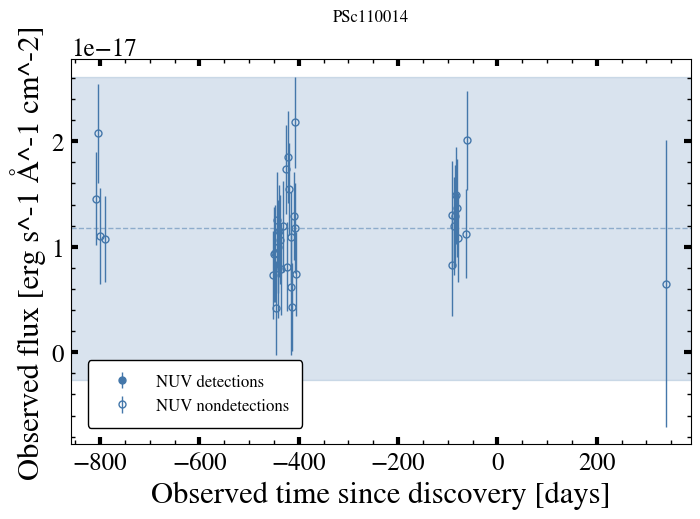 PSc110014
1e−17
Observed flux [erg s^-1 Å^-1 cm^-2]
2
1
0
NUV detections
NUV nondetections
−800 −600 −400 −200 0 200
Observed time since discovery [days]